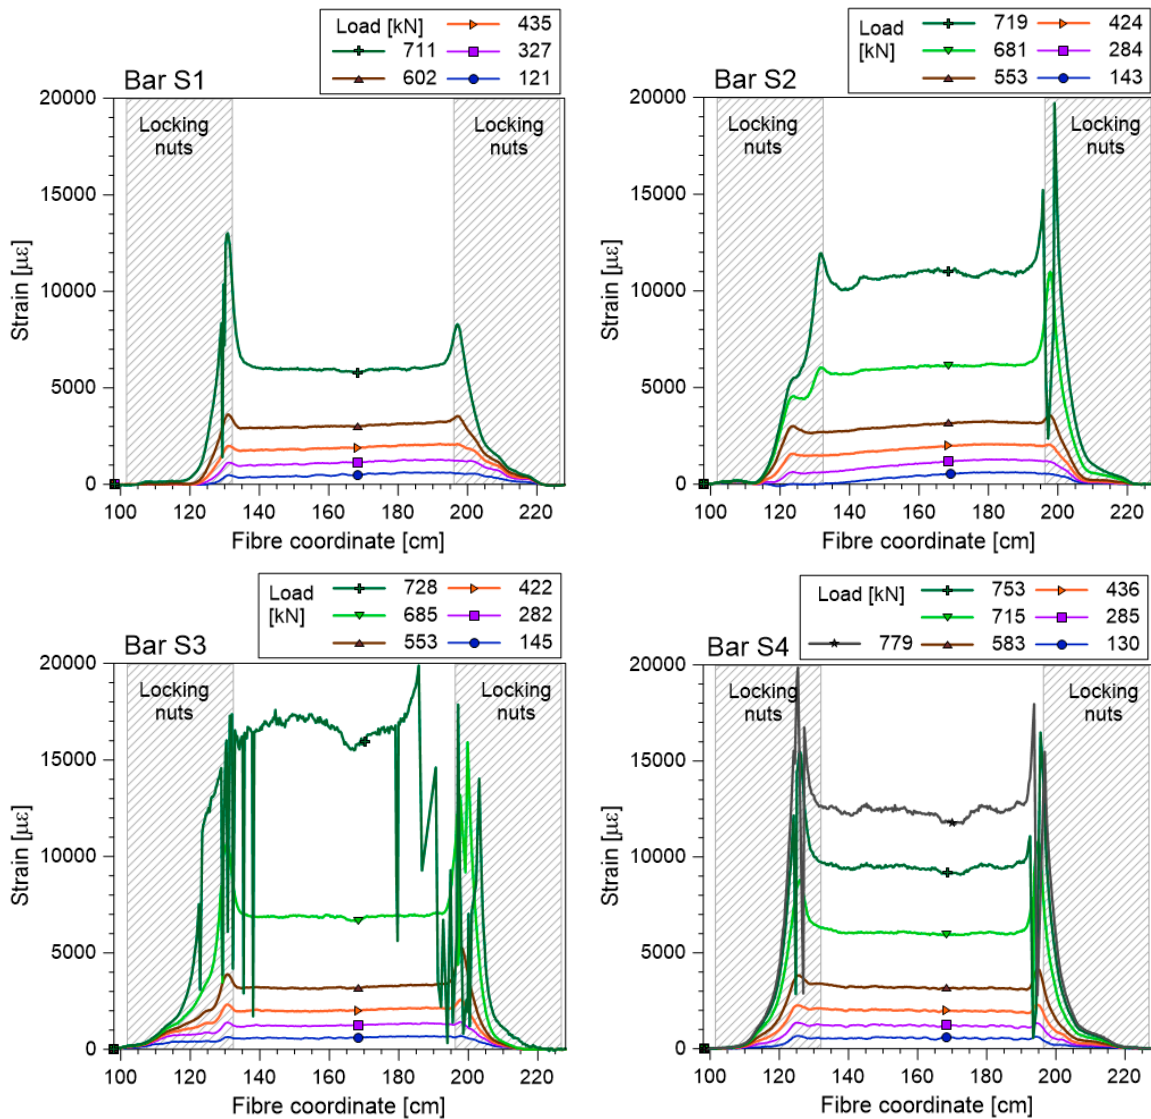 Load [kN] 435
711 327
602 121
Bar S1
20000
15000
10000
5000
0
Strain [με]
Locking
nuts
Locking
nuts
100 120 140 160 180 200 220
Fibre coordinate [cm]
Load
[kN]
719 424
681 284
553 143
Bar S2
20000
15000
10000
5000
0
Strain [με]
Locking
nuts
Locking
nuts
100 120 140 160 180 200 220
Fibre coordinate [cm]
Load
[kN]
728 422
685 282
553 145
Bar S3
20000
15000
10000
5000
0
Strain [με]
Locking
nuts
Locking
nuts
100 120 140 160 180 200 220
Fibre coordinate [cm]
Load [kN] 753 436
715 285
779 583 130
Bar S4
20000
15000
10000
5000
0
Strain [με]
Locking
nuts
Locking
nuts
100 120 140 160 180 200 220
Fibre coordinate [cm]